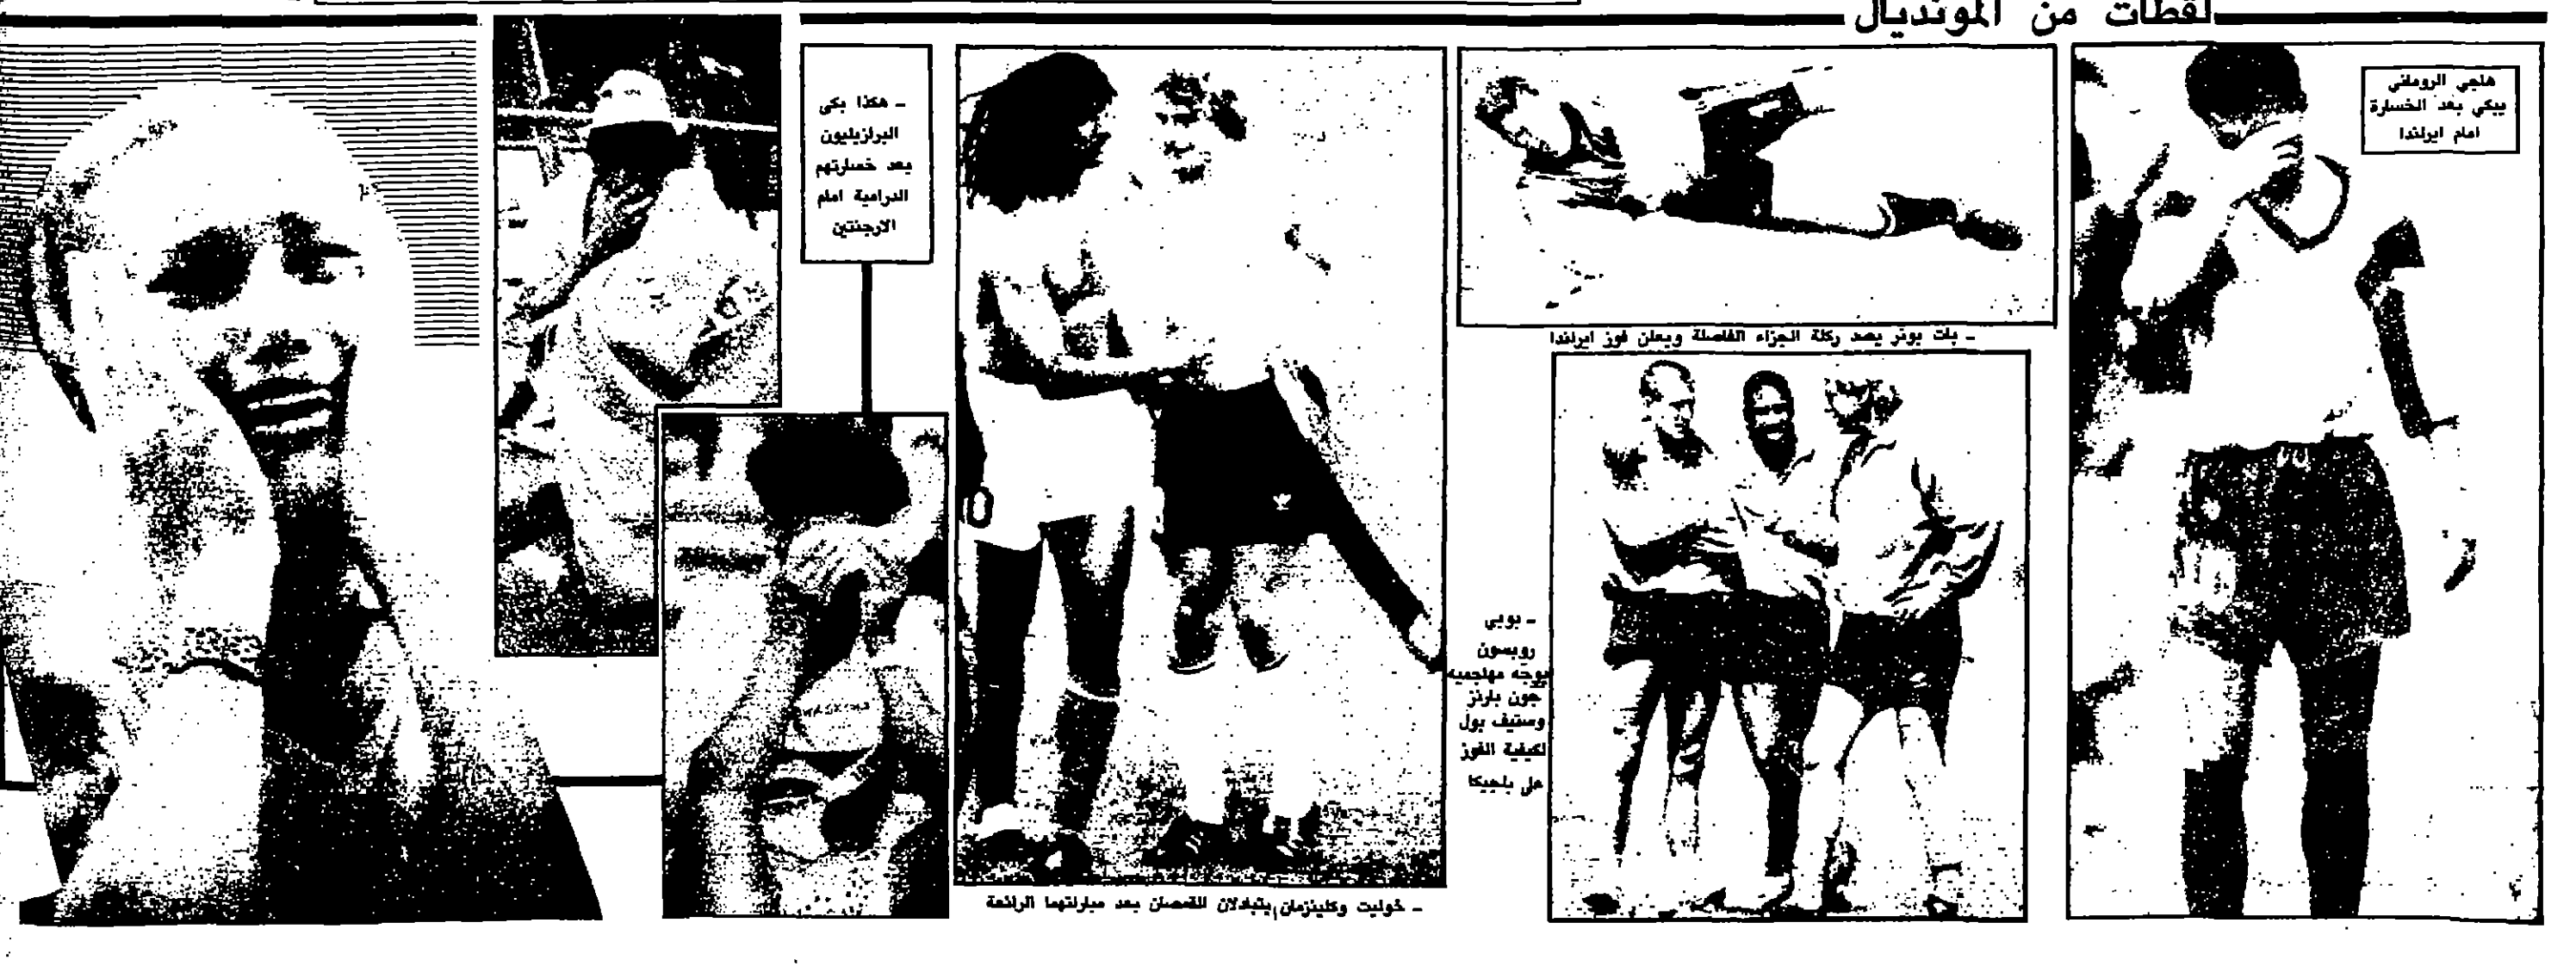 لقطات من المونديال
هاجي الروماني
يبكي بعد الخسارة
امام ايرلندا
ـ بات بونر يصد ركلة الجزاء الفاصلة ويعلن فوز ايرلندا
ـ بوبي
روبسون
يوجه مهاجميه
جون بارنز
وستيف بول
لكيفية الفوز
على بلجيكا
ـ خوليت وكلينزمان يتبادلان القمصان بعد مباراتهما الرائعة
ـ هكذا بكى
البرازيليون
بعد خسارتهم
الدرامية امام
الارجنتين